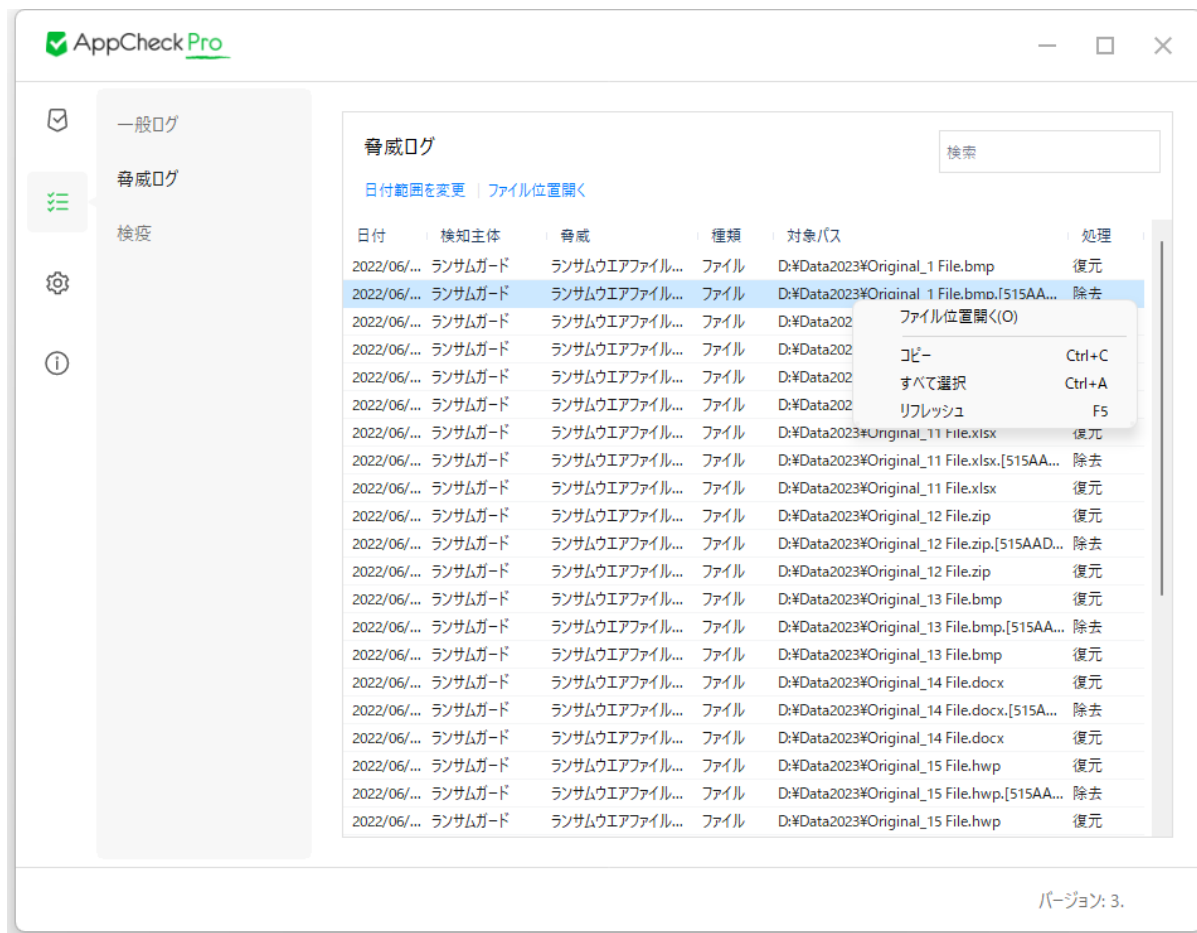 AppCheck Pro
一般ログ
脅威ログ
検疫
脅威ログ
検索
日付範囲を変更 | ファイル位置開く
日付 検知主体 脅威 種類 対象パス 処理
2022/06/... ランサムガード ランサムウエアファイル... ファイル D:¥Data2023¥Original_1 File.bmp 復元
2022/06/... ランサムガード ランサムウエアファイル... ファイル D:¥Data2023¥Original_1 File.bmp.[515AA... 除去
2022/06/... ランサムガード ランサムウエアファイル... ファイル D:¥Data202
2022/06/... ランサムガード ランサムウエアファイル... ファイル D:¥Data202
2022/06/... ランサムガード ランサムウエアファイル... ファイル D:¥Data202
2022/06/... ランサムガード ランサムウエアファイル... ファイル D:¥Data202
ファイル位置開く(O)
コピー Ctrl+C
すべて選択 Ctrl+A
リフレッシュ F5
2022/06/... ランサムガード ランサムウエアファイル... ファイル D:¥Data2023¥Original_11 File.xlsx 復元
2022/06/... ランサムガード ランサムウエアファイル... ファイル D:¥Data2023¥Original_11 File.xlsx.[515AA... 除去
2022/06/... ランサムガード ランサムウエアファイル... ファイル D:¥Data2023¥Original_11 File.xlsx 復元
2022/06/... ランサムガード ランサムウエアファイル... ファイル D:¥Data2023¥Original_12 File.zip 復元
2022/06/... ランサムガード ランサムウエアファイル... ファイル D:¥Data2023¥Original_12 File.zip.[515AAD... 除去
2022/06/... ランサムガード ランサムウエアファイル... ファイル D:¥Data2023¥Original_12 File.zip 復元
2022/06/... ランサムガード ランサムウエアファイル... ファイル D:¥Data2023¥Original_13 File.bmp 復元
2022/06/... ランサムガード ランサムウエアファイル... ファイル D:¥Data2023¥Original_13 File.bmp.[515AA... 除去
2022/06/... ランサムガード ランサムウエアファイル... ファイル D:¥Data2023¥Original_13 File.bmp 復元
2022/06/... ランサムガード ランサムウエアファイル... ファイル D:¥Data2023¥Original_14 File.docx 復元
2022/06/... ランサムガード ランサムウエアファイル... ファイル D:¥Data2023¥Original_14 File.docx.[515A... 除去
2022/06/... ランサムガード ランサムウエアファイル... ファイル D:¥Data2023¥Original_14 File.docx 復元
2022/06/... ランサムガード ランサムウエアファイル... ファイル D:¥Data2023¥Original_15 File.hwp 復元
2022/06/... ランサムガード ランサムウエアファイル... ファイル D:¥Data2023¥Original_15 File.hwp.[515AA... 除去
2022/06/... ランサムガード ランサムウエアファイル... ファイル D:¥Data2023¥Original_15 File.hwp 復元
バージョン: 3.